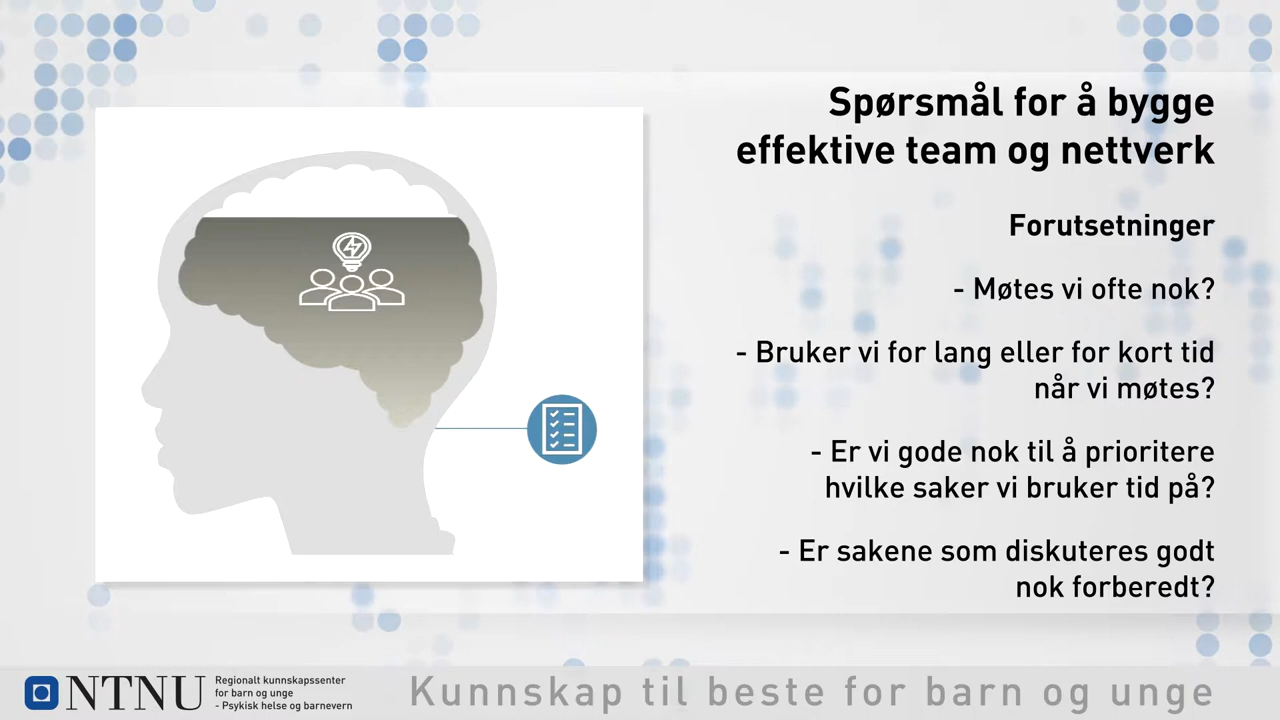 Spørsmål for å bygge
effektive team og nettverk
Forutsetninger
- Møtes vi ofte nok?
- Bruker vi for lang eller for kort tid
når vi møtes?
- Er vi gode nok til å prioritere
hvilke saker vi bruker tid på?
- Er sakene som diskuteres godt
nok forberedt?
NTNU
Regionalt kunnskapssenter
for barn og unge
- Psykisk helse og barnevern
Kunnskap til beste for barn og unge